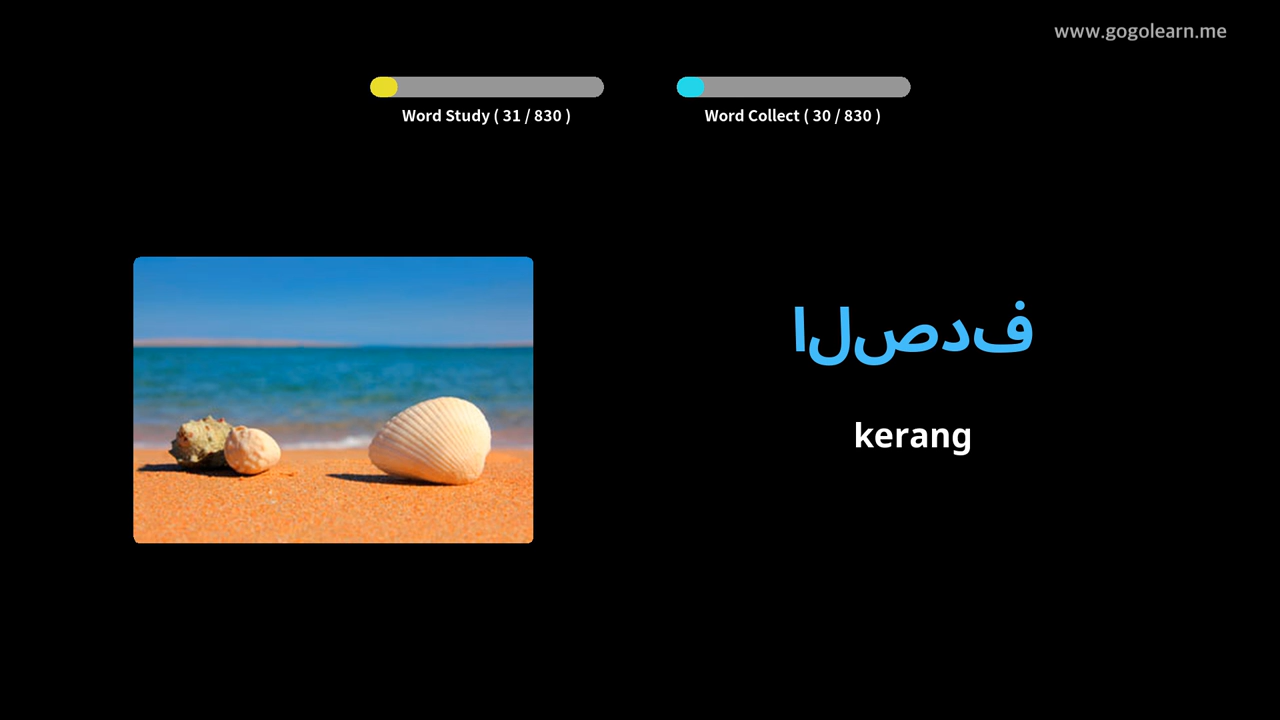 www.gogolearn.me
Word Study ( 31 / 830 )
Word Collect ( 30 / 830 )
الصدف
kerang